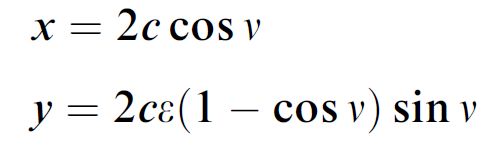 x = 2c cos ν
y = 2cε(1 − cos ν) sin ν